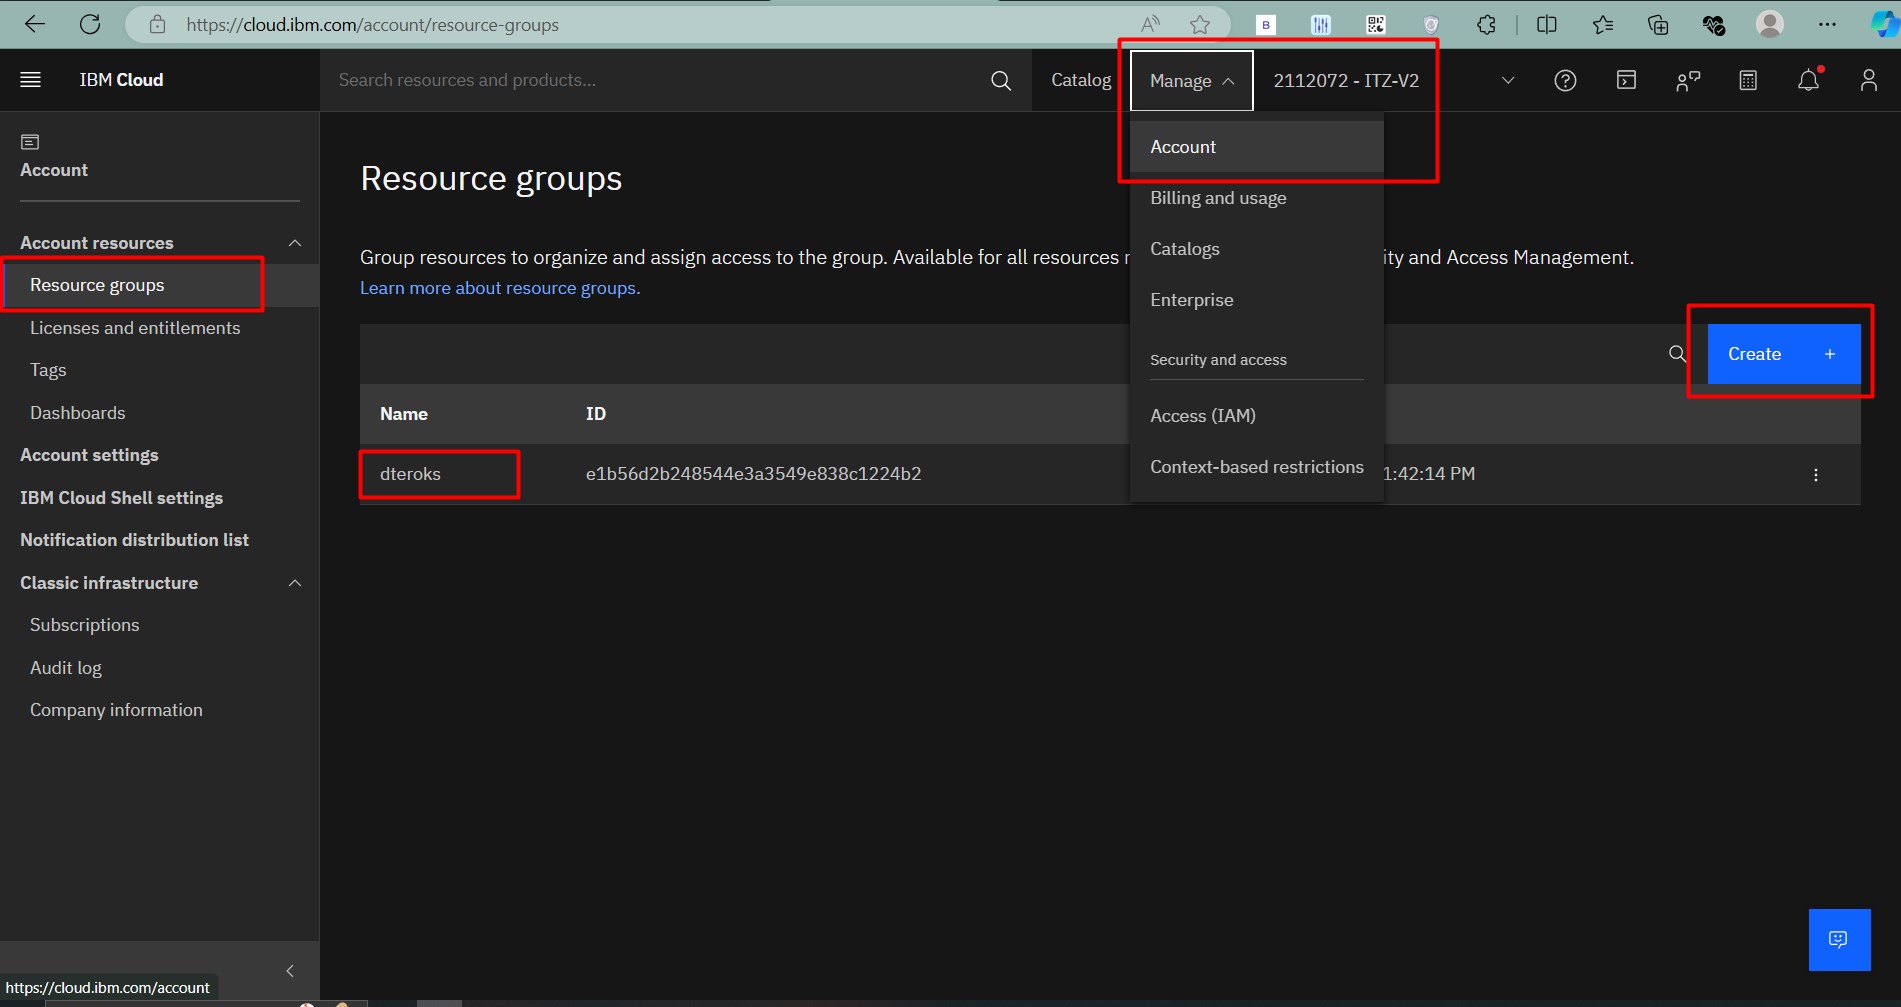 https://cloud.ibm.com/account/resource-groups
IBM Cloud
Search resources and products...
Catalog
Manage
2112072 - ITZ-V2
Account
Account resources
Resource groups
Licenses and entitlements
Tags
Dashboards
Account settings
IBM Cloud Shell settings
Notification distribution list
Classic infrastructure
Subscriptions
Audit log
Company information
https://cloud.ibm.com/account
Account
Billing and usage
Catalogs
Enterprise
Security and access
Access (IAM)
Context-based restrictions
Resource groups
Group resources to organize and assign access to the group. Available for all resources r ity and Access Management.
Learn more about resource groups.
Create +
Name ID
dteroks e1b56d2b248544e3a3549e838c1224b2 1:42:14 PM